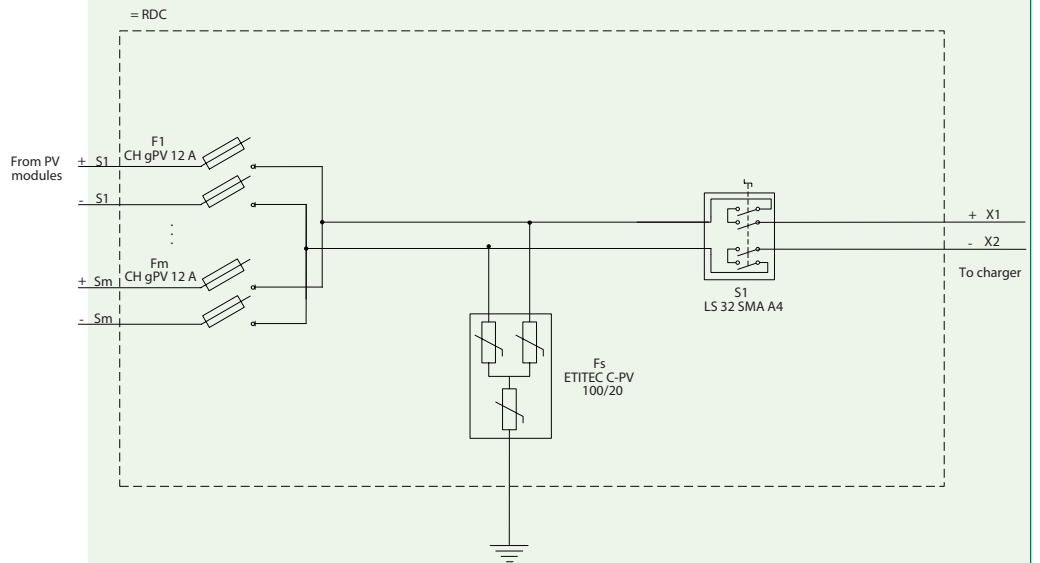 = RDC
From PV
modules
+ S1
F1
CH gPV 12 A
- S1
+ Sm
Fm
CH gPV 12 A
- Sm
+ X1
- X2
To charger
S1
LS 32 SMA A4
Fs
ETITEC C-PV
100/20